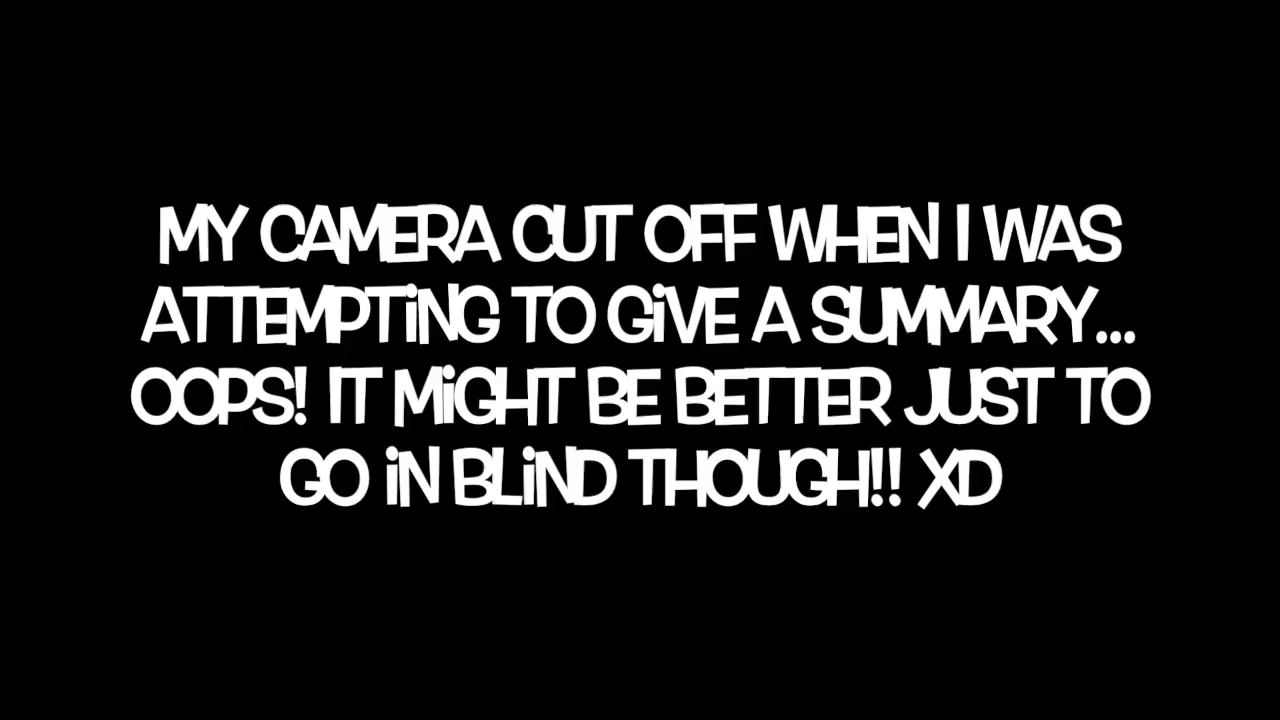 MY CAMERA CUT OFF WHEN I WAS
ATTEMPTiNG TO GiVE A SUMMARY...
OOPS! IT MiGHT BE BETTER JUST TO
GO iN BLiND THOUGH!! XD